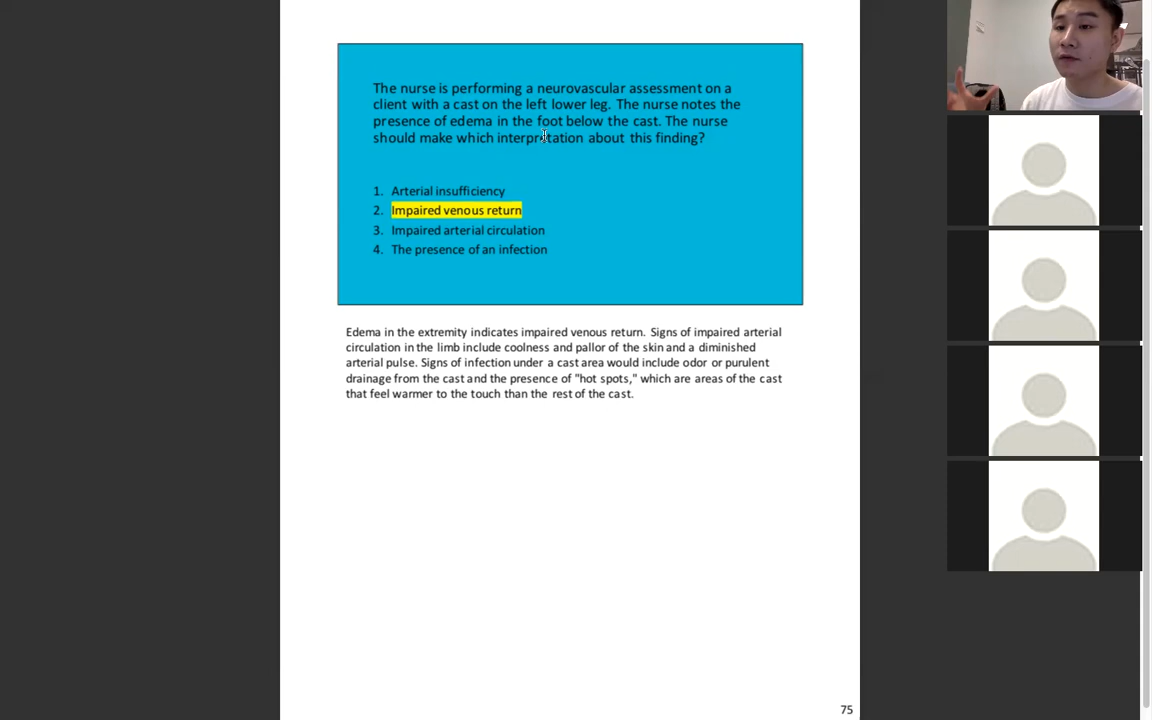 The nurse is performing a neurovascular assessment on a
client with a cast on the left lower leg. The nurse notes the
presence of edema in the foot below the cast. The nurse
should make which interpretation about this finding?
1. Arterial insufficiency
2. Impaired venous return
3. Impaired arterial circulation
4. The presence of an infection
Edema in the extremity indicates impaired venous return. Signs of impaired arterial
circulation in the limb include coolness and pallor of the skin and a diminished
arterial pulse. Signs of infection under a cast area would include odor or purulent
drainage from the cast and the presence of "hot spots," which are areas of the cast
that feel warmer to the touch than the rest of the cast.
75